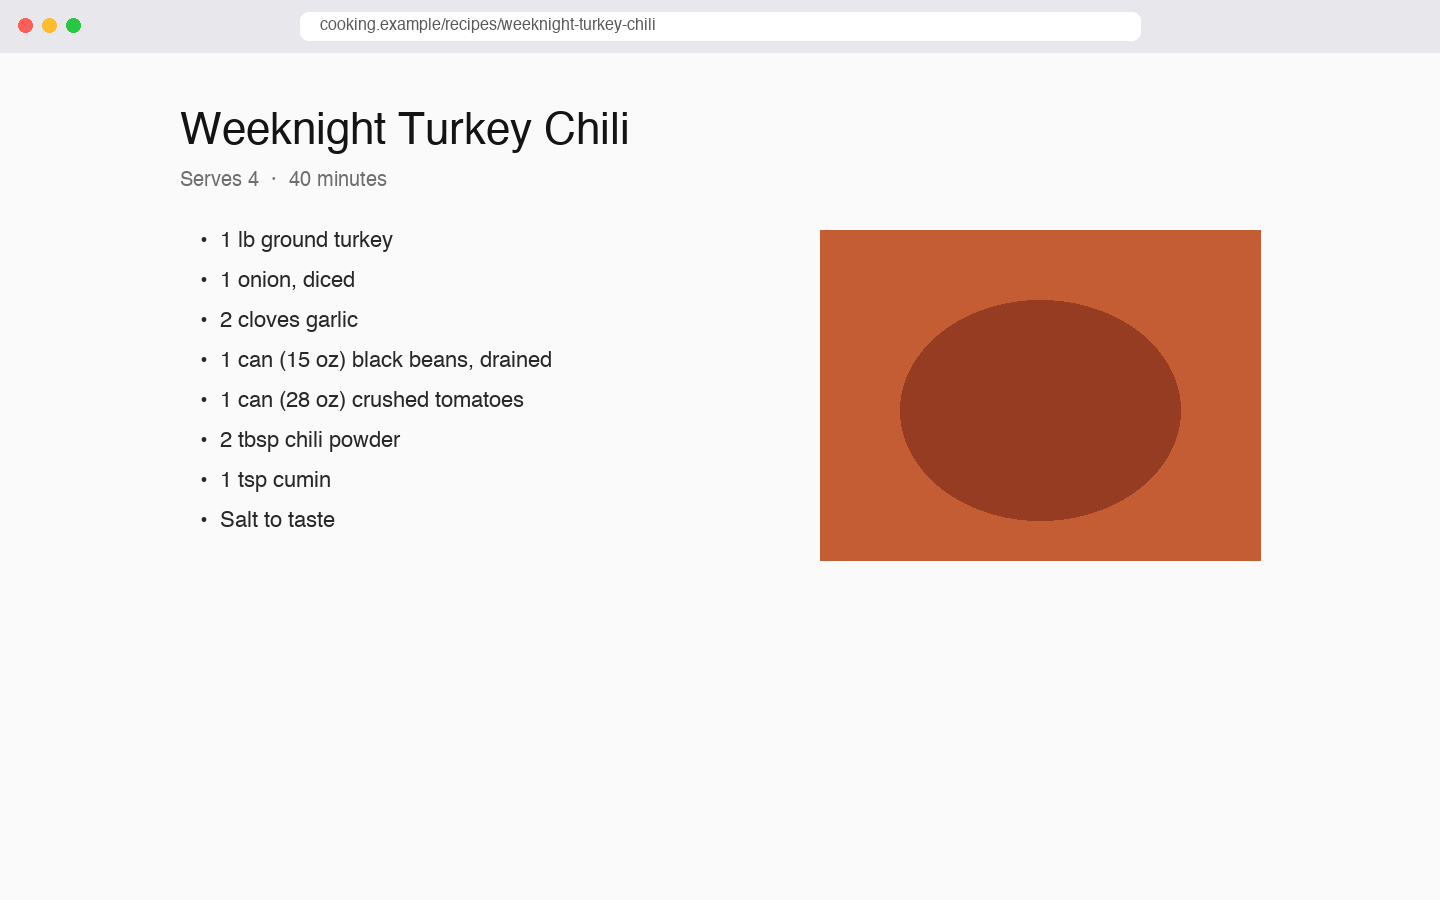 cooking.example/recipes/weeknight-turkey-chili
Weeknight Turkey Chili
Serves 4 · 40 minutes
• 1 lb ground turkey
• 1 onion, diced
• 2 cloves garlic
• 1 can (15 oz) black beans, drained
• 1 can (28 oz) crushed tomatoes
• 2 tbsp chili powder
• 1 tsp cumin
• Salt to taste